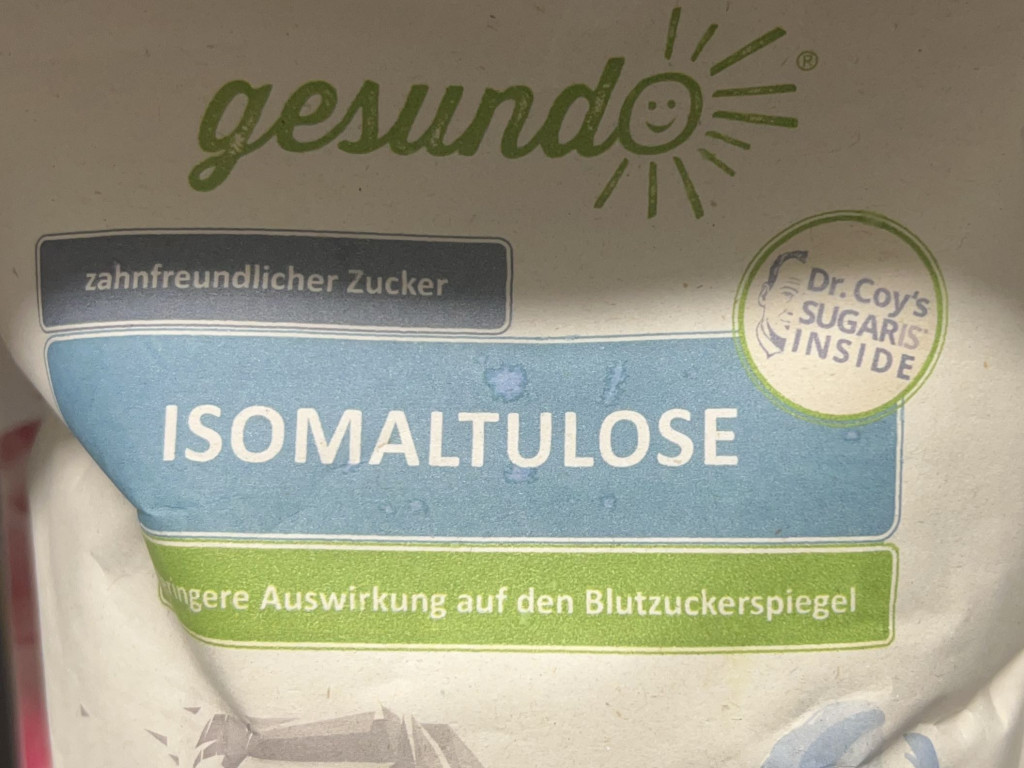 gesundo®
zahnfreundlicher Zucker
Dr. Coy's
SUGARIS
INSIDE
ISOMALTULOSE
Auswirkung auf den Blutzuckerspiegel